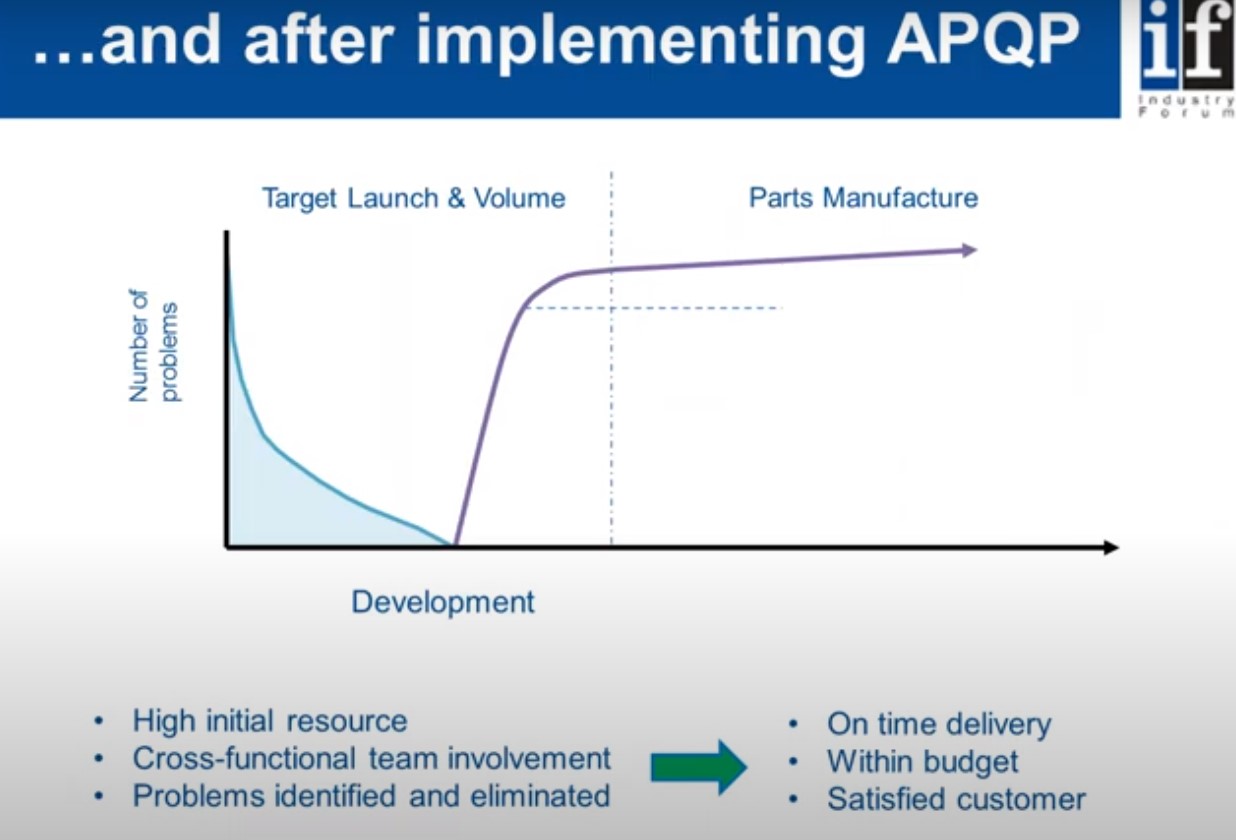 ...and after implementing APQP
if
Industry
Forum
Target Launch & Volume
Parts Manufacture
Number of
problems
Development
• High initial resource
• Cross-functional team involvement
• Problems identified and eliminated
• On time delivery
• Within budget
• Satisfied customer